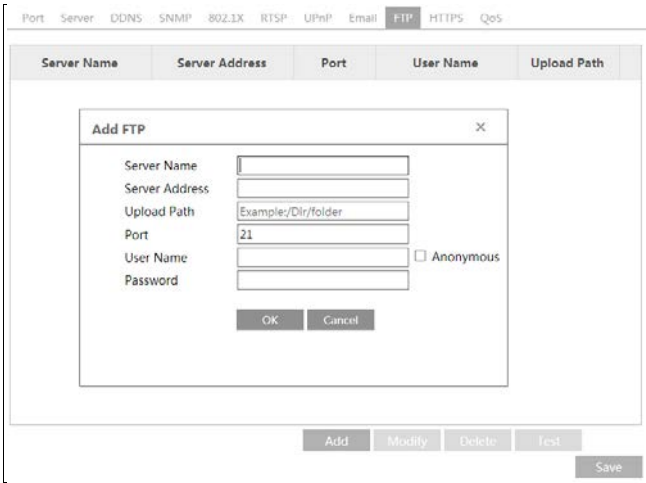 Port Server DDNS SNMP 802.1X RTSP UPnP Email FTP HTTPS QoS
Server Name Server Address Port User Name Upload Path
Add FTP ×
Server Name
Server Address
Upload Path Example:/Dir/folder
Port 21
User Name Anonymous
Password
OK Cancel
Add Modify Delete Test
Save